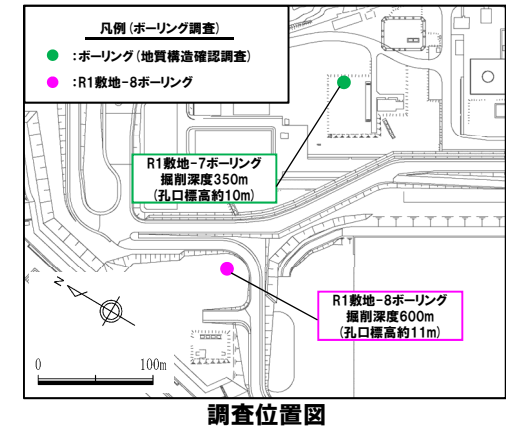 凡例(ボーリング調査)
:ボーリング(地質構造確認調査)
:R1敷地-8ボーリング
R1敷地-7ボーリング
掘削深度350m
(孔口標高約10m)
R1敷地-8ボーリング
掘削深度600m
(孔口標高約11m)
N
0 100m
調査位置図